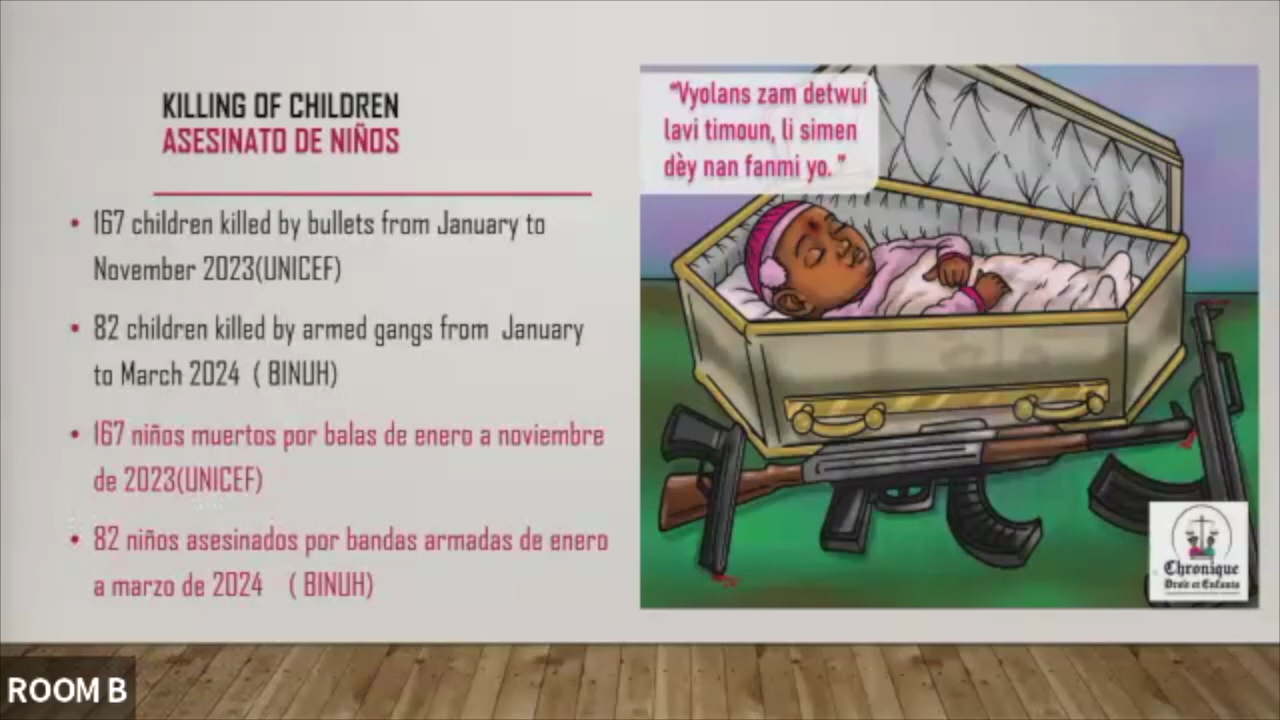 KILLING OF CHILDREN
ASESINATO DE NIÑOS
• 167 children killed by bullets from January to
November 2023(UNICEF)
• 82 children killed by armed gangs from January
to March 2024 ( BINUH)
• 167 niños muertos por balas de enero a noviembre
de 2023(UNICEF)
• 82 niños asesinados por bandas armadas de enero
a marzo de 2024 ( BINUH)
"Vyolans zam detwui
lavi timoun, li simen
dèy nan fanmi yo."
Chronique
Droit et Enfants
ROOM B